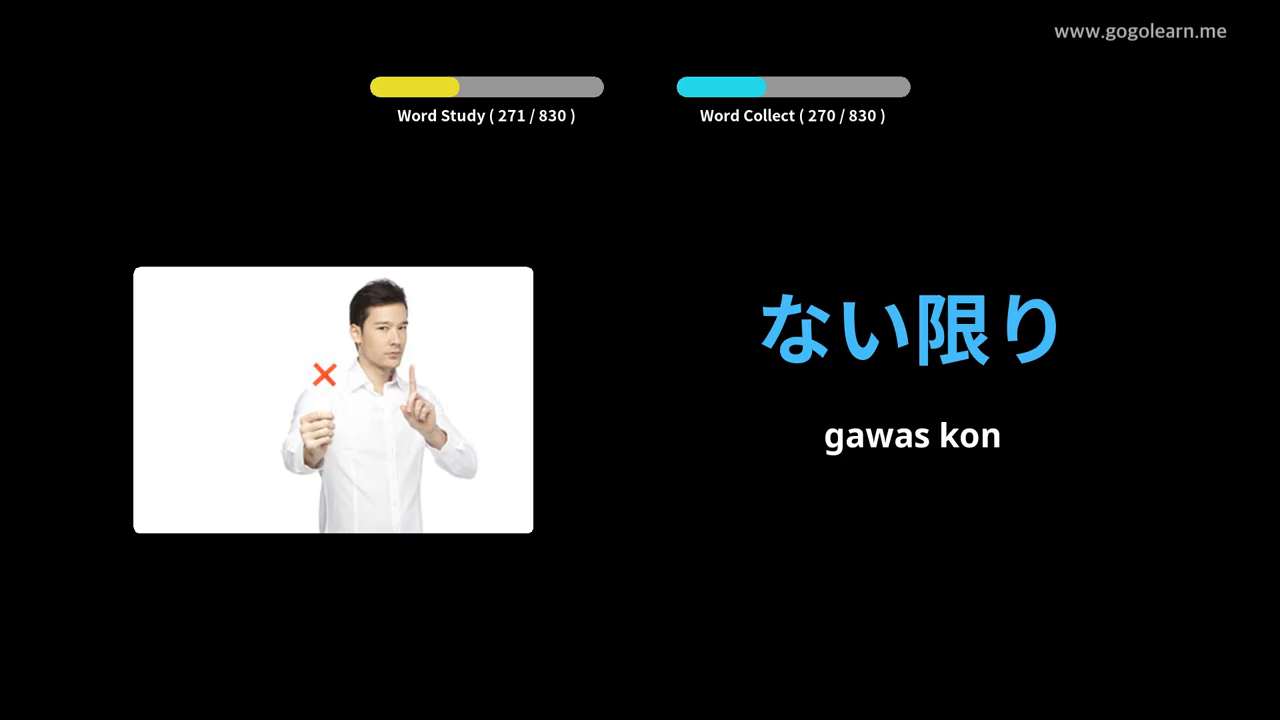 www.gogolearn.me
Word Study ( 271 / 830 )
Word Collect ( 270 / 830 )
ない限り
gawas kon